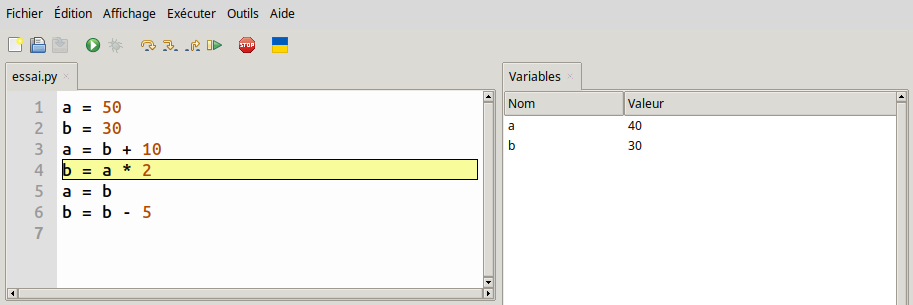 Fichier Édition Affichage Exécuter Outils Aide
STOP
essai.py
1 a = 50
2 b = 30
3 a = b + 10
4 b = a * 2
5 a = b
6 b = b - 5
7
Variables
Nom Valeur
a 40
b 30